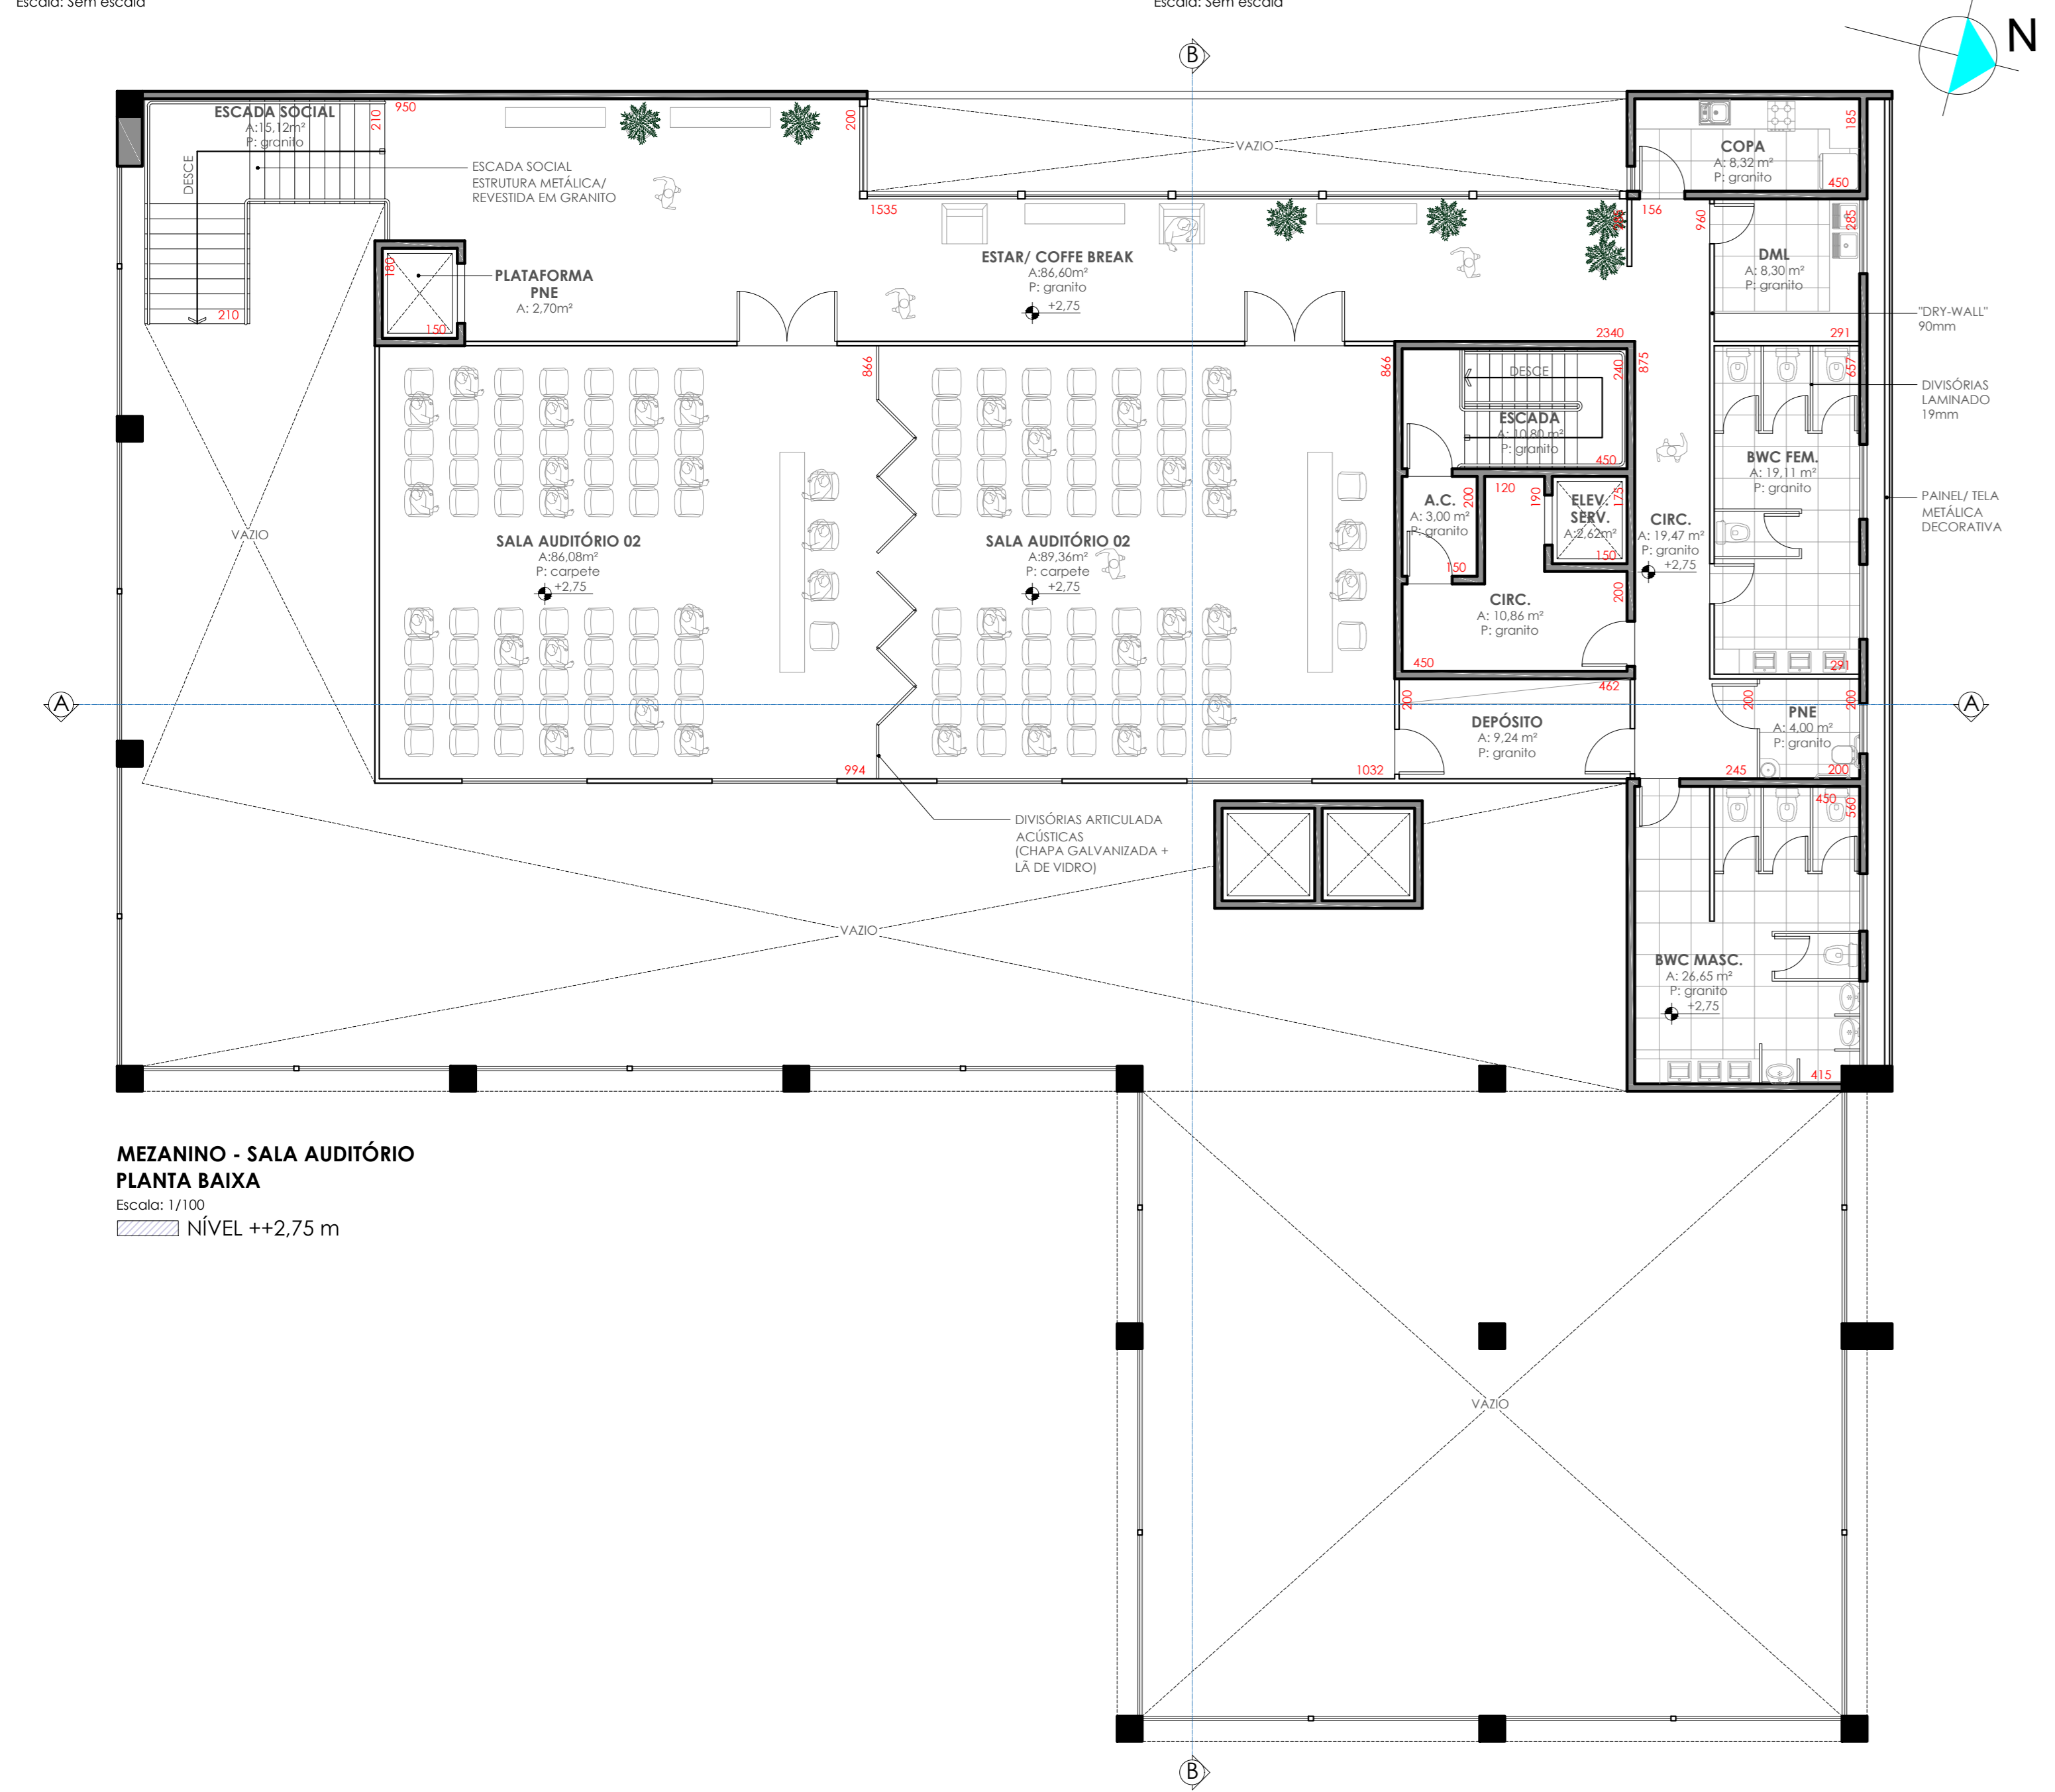 Escala: Sem escala
Escala: Sem escala
N
B
ESCADA SOCIAL
A:15,12m²
P: granito
950
210
DESCE
210
ESCADA SOCIAL
ESTRUTURA METÁLICA/
REVESTIDA EM GRANITO
200
VAZIO
COPA
A: 8,32 m²
P: granito
185
450
1535
156
960
285
DML
A: 8,30 m²
P: granito
291
"DRY-WALL"
90mm
180
PLATAFORMA
PNE
A: 2,70m²
150
ESTAR/ COFFE BREAK
A:86,60m²
P: granito
+2,75
2340
866
866
875
240
DESCE
ESCADA
A: 10,80 m²
P: granito
450
657
DIVISÓRIAS
LAMINADO
19mm
BWC FEM.
A: 19,11 m²
P: granito
291
PAINEL/ TELA
METÁLICA
DECORATIVA
VAZIO
SALA AUDITÓRIO 02
A:86,08m²
P: carpete
+2,75
SALA AUDITÓRIO 02
A:89,36m²
P: carpete
+2,75
A.C.
A: 3,00 m²
P: granito
200
150
120
190
ELEV.
SERV.
A:2,62m²
175
150
CIRC.
A: 19,47 m²
P: granito
+2,75
CIRC.
A: 10,86 m²
P: granito
200
450
A
462
200
DEPÓSITO
A: 9,24 m²
P: granito
200
200
PNE
A: 4,00 m²
P: granito
A
994
1032
245
200
DIVISÓRIAS ARTICULADA
ACÚSTICAS
(CHAPA GALVANIZADA +
LÃ DE VIDRO)
450
560
VAZIO
BWC MASC.
A: 26,65 m²
P: granito
+2,75
415
MEZANINO - SALA AUDITÓRIO
PLANTA BAIXA
Escala: 1/100
NÍVEL ++2,75 m
VAZIO
B